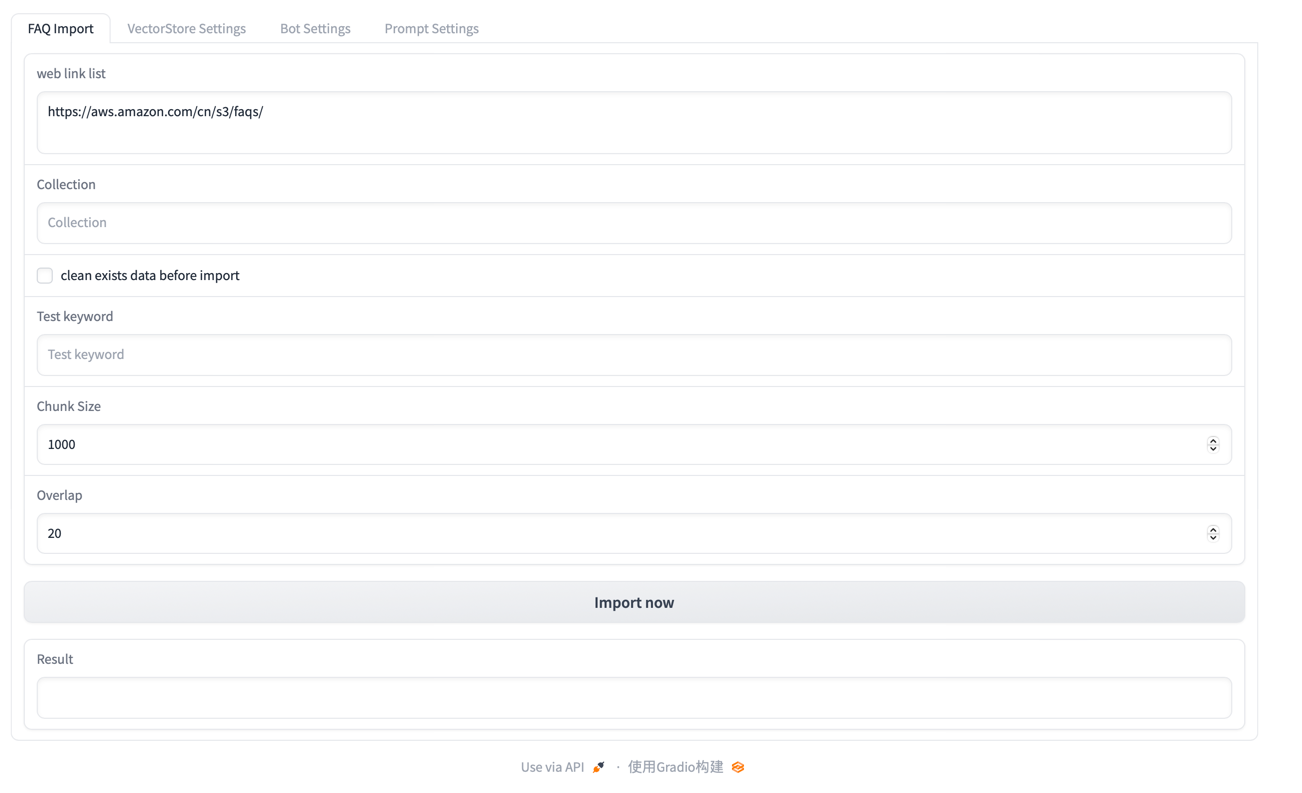 FAQ Import VectorStore Settings Bot Settings Prompt Settings
web link list
https://aws.amazon.com/cn/s3/faqs/
Collection
Collection
clean exists data before import
Test keyword
Test keyword
Chunk Size
1000
Overlap
20
Import now
Result
Use via API · 使用Gradio构建